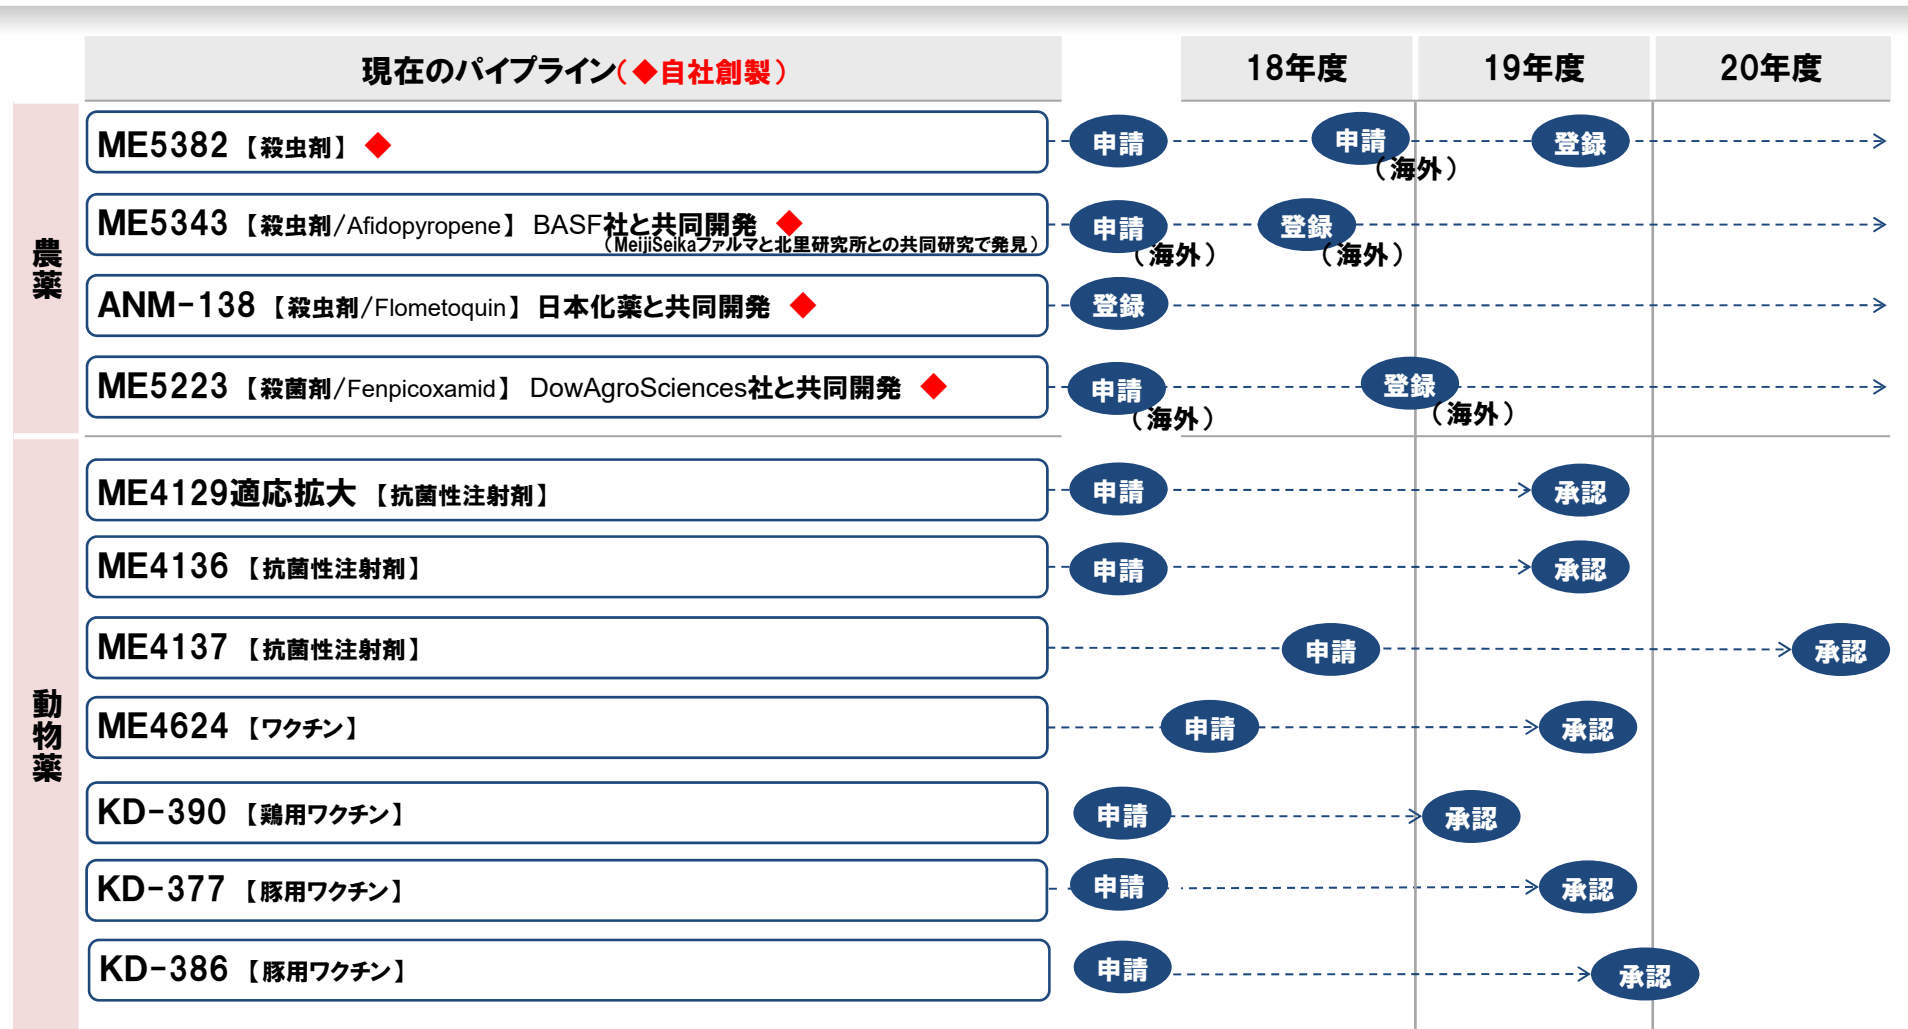 現在のパイプライン(◆自社創製)
18年度
19年度
20年度
農薬
ME5382【殺虫剤】◆
申請
申請
(海外)
登録
ME5343【殺虫剤/Afidopyropene】 BASF社と共同開発 ◆
(MeijiSeikaファルマと北里研究所との共同研究で発見)
申請
(海外)
登録
(海外)
ANM-138【殺虫剤/Flometoquin】日本化薬と共同開発 ◆
登録
ME5223【殺菌剤/Fenpicoxamid】 DowAgroSciences社と共同開発 ◆
申請
(海外)
登録
(海外)
動物薬
ME4129適応拡大【抗菌性注射剤】
申請
承認
ME4136【抗菌性注射剤】
申請
承認
ME4137【抗菌性注射剤】
申請
承認
ME4624【ワクチン】
申請
承認
KD-390【鶏用ワクチン】
申請
承認
KD-377【豚用ワクチン】
申請
承認
KD-386【豚用ワクチン】
申請
承認